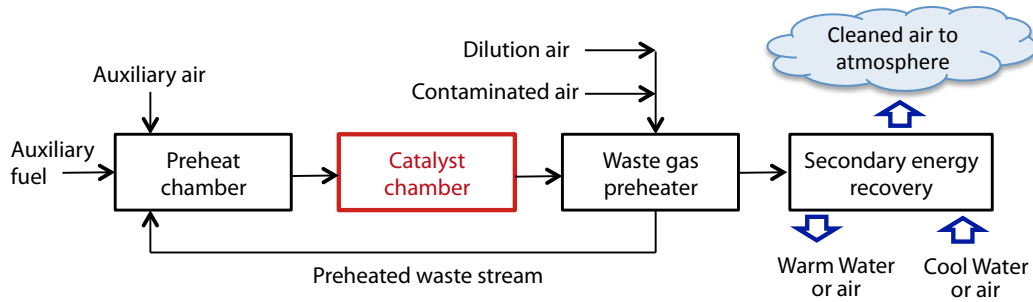 Dilution air
Cleaned air to
atmosphere
Auxiliary air
Contaminated air
Auxiliary
fuel
Preheat
chamber
Catalyst
chamber
Waste gas
preheater
Secondary energy
recovery
Preheated waste stream
Warm Water
or air
Cool Water
or air